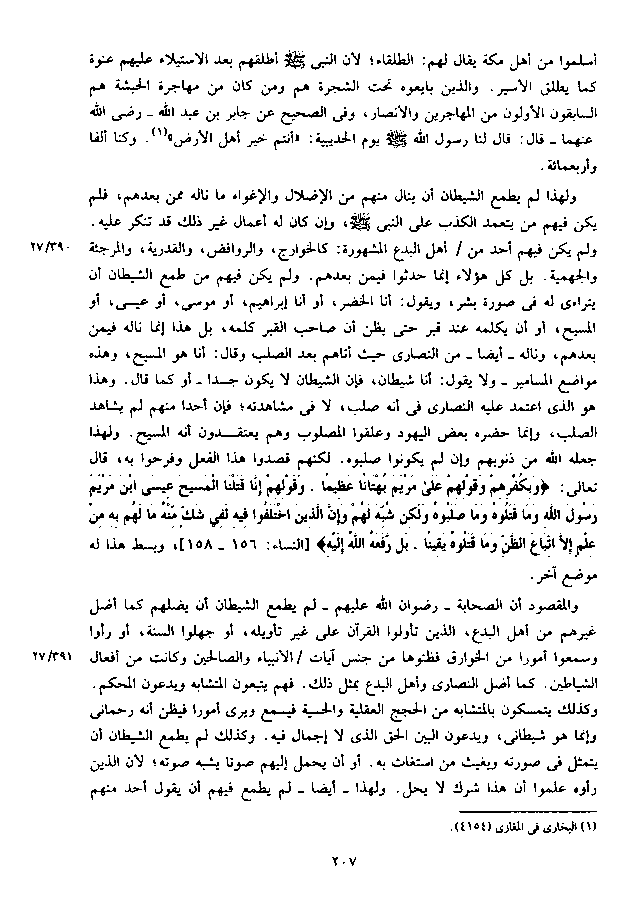 أسلموا من أهل مكة يقال لهم: الطلقاء؛ لأن النبى ﷺ أطلقهم بعد الاستيلاء عليهم عنوة
كما يطلق الأسير. والذين بايعوه تحت الشجرة هم ومن كان من مهاجرة الحبشة هم
السابقون الأولون من المهاجرين والأنصار، وفى الصحيح عن جابر بن عبد الله ـ رضى الله
عنهما ـ قال: قال لنا رسول الله ﷺ يوم الحديبية: «أنتم خير أهل الأرض»(١). وكنا ألفا
وأربعمائة.
ولهذا لم يطمع الشيطان أن ينال منهم من الإضلال والإغواء ما ناله ممن بعدهم، فلم
يكن فيهم من يتعمد الكذب على النبى ﷺ، وإن كان له أعمال غير ذلك قد تنكر عليه.
ولم يكن فيهم أحد من / أهل البدع المشهورة: كالخوارج، والروافض، والقدرية، والمرجئة
٢٧/٣٩٠
والجهمية. بل كل هؤلاء إنما حدثوا فيمن بعدهم. ولم يكن فيهم من طمع الشيطان أن
يتراءى له فى صورة بشر، ويقول: أنا الخضر، أو أنا إبراهيم، أو موسى، أو عيسى، أو
المسيح، أو أن يكلمه عند قبر حتى يظن أن صاحب القبر كلمه، بل هذا إنما ناله فيمن
بعدهم، وناله ـ أيضا ـ من النصارى حيث أتاهم بعد الصلب وقال: أنا هو المسيح، وهذه
مواضع المسامير ـ ولا يقول: أنا شيطان، فإن الشيطان لا يكون جسدا ـ أو كما قال. وهذا
هو الذى اعتمد عليه النصارى فى أنه صلب، لا فى مشاهدته؛ فإن أحدا منهم لم يشاهد
الصلب، وإنما حضره بعض اليهود وعلقوا المصلوب وهم يعتقـدون أنه المسيح. ولهذا
جعله الله من ذنوبهم وإن لم يكونوا صلبوه. لكنهم قصدوا هذا الفعل وفرحوا به، قال
تعالى: ﴿وَبِكُفْرِهِمْ وَقَوْلِهِمْ عَلَىٰ مَرْيَمَ بُهْتَانًا عَظِيمًا . وَقَوْلِهِمْ إِنَّا قَتَلْنَا الْمَسِيحَ عِيسَى ابْنَ مَرْيَمَ
رَسُولَ اللَّهِ وَمَا قَتَلُوهُ وَمَا صَلَبُوهُ وَلَكِن شُبِّهَ لَهُمْ وَإِنَّ الَّذِينَ اخْتَلَفُوا فِيهِ لَفِي شَكٍّ مِّنْهُ مَا لَهُم بِهِ مِنْ
عِلْمٍ إِلاَّ اتِّبَاعَ الظَّنِّ وَمَا قَتَلُوهُ يَقِينًا . بَل رَّفَعَهُ اللَّهُ إِلَيْهِ﴾ [النساء: ١٥٦ ـ ١٥٨]، وبسط هذا له
موضع آخر.
والمقصود أن الصحابة ـ رضوان الله عليهم ـ لم يطمع الشيطان أن يضلهم كما أضل
غيرهم من أهل البدع، الذين تأولوا القرآن على غير تأويله، أو جهلوا السنة، أو رأوا
وسمعوا أمورا من الخوارق فظنوها من جنس آيات / الأنبياء والصالحين وكانت من أفعال
٢٧/٣٩١
الشياطين. كما أضل النصارى وأهل البدع بمثل ذلك. فهم يتبعون المتشابه ويدعون المحكم.
وكذلك يتمسكون بالمتشابه من الحجج العقلية والحسية فيسمع ويرى أمورا فيظن أنه رحمانى
وإنما هو شيطانى، ويدعون البين الحق الذى لا إجمال فيه. وكذلك لم يطمع الشيطان أن
يتمثل فى صورته ويغيث من استغاث به. أو أن يحمل إليهم صوتا يشبه صوته؛ لأن الذين
رأوه علموا أن هذا شرك لا يحل. ولهذا ـ أيضا ـ لم يطمع فيهم أن يقول أحد منهم
(١) البخارى فى المغازى (٤١٥٤).
٢٠٧